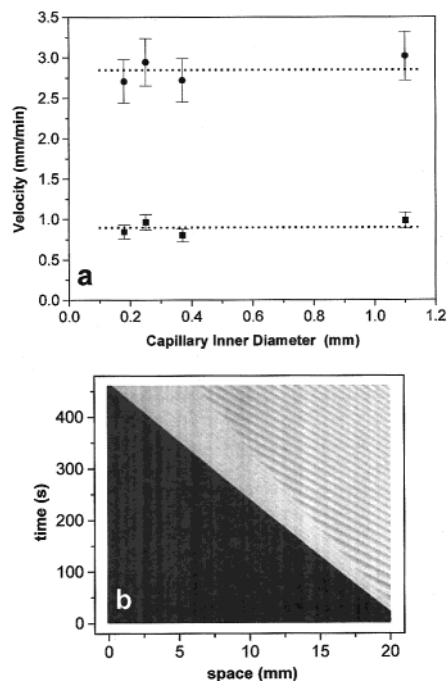 3.5
3.0
2.5
2.0
1.5
1.0
0.5
0.0
Velocity (mm/min)
a
0.0 0.2 0.4 0.6 0.8 1.0 1.2
Capillary Inner Diameter (mm)
400
300
200
100
0
time (s)
b
0 5 10 15 20
space (mm)